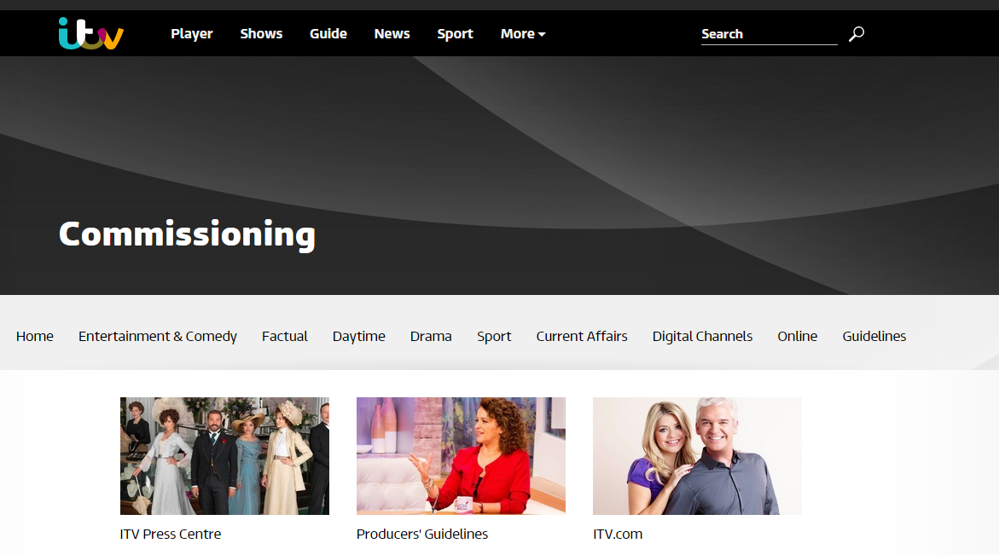 itv Player Shows Guide News Sport More Search
Commissioning
Home Entertainment & Comedy Factual Daytime Drama Sport Current Affairs Digital Channels Online Guidelines
ITV Press Centre Producers' Guidelines ITV.com